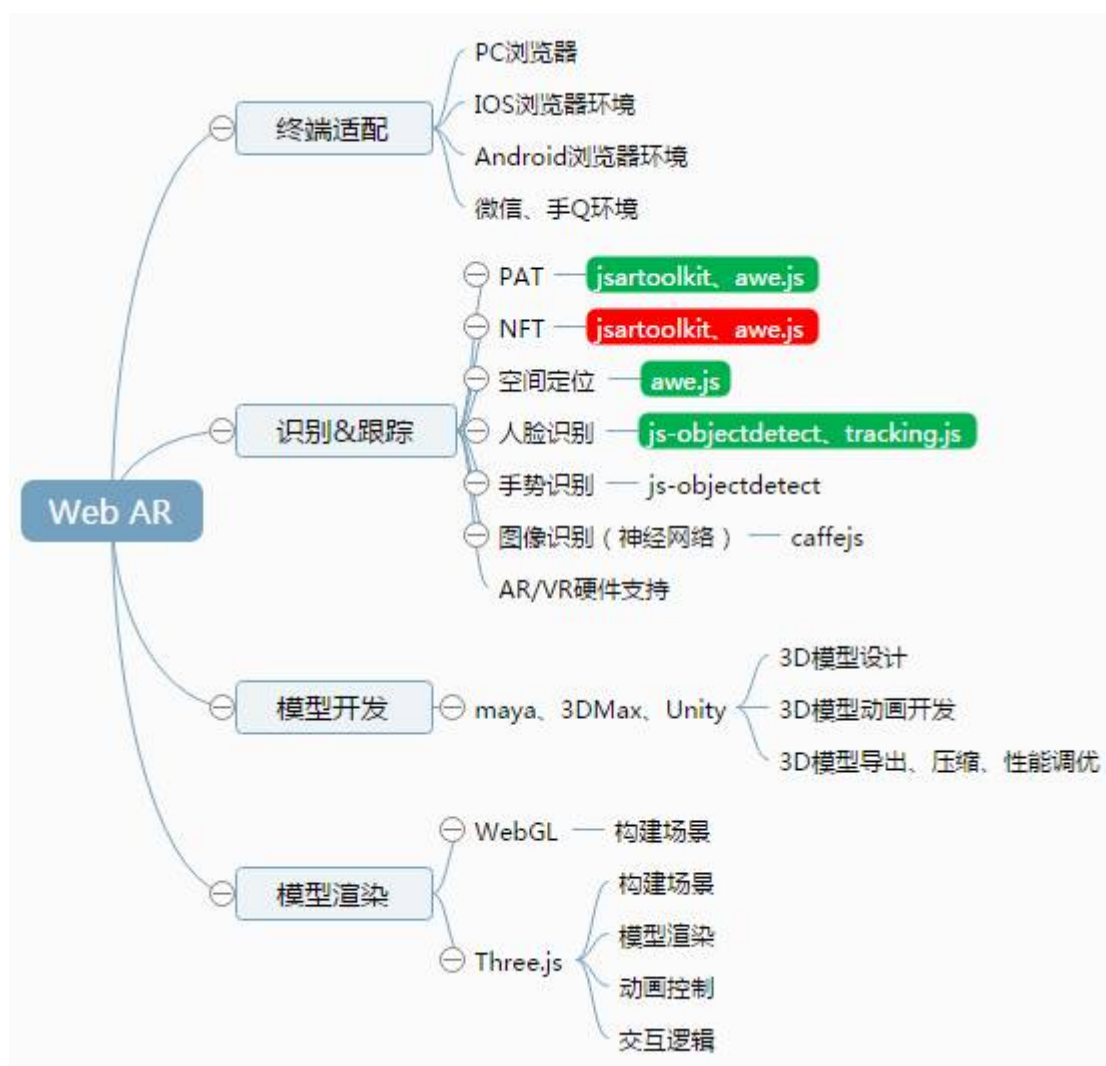 Web AR
终端适配
PC浏览器
IOS浏览器环境
Android浏览器环境
微信、手Q环境
识别&跟踪
PAT
jsartoolkit、awe.js
NFT
jsartoolkit、awe.js
空间定位
awe.js
人脸识别
js-objectdetect、tracking.js
手势识别
js-objectdetect
图像识别（神经网络）
caffejs
AR/VR硬件支持
模型开发
maya、3DMax、Unity
3D模型设计
3D模型动画开发
3D模型导出、压缩、性能调优
模型渲染
WebGL
构建场景
Three.js
构建场景
模型渲染
动画控制
交互逻辑